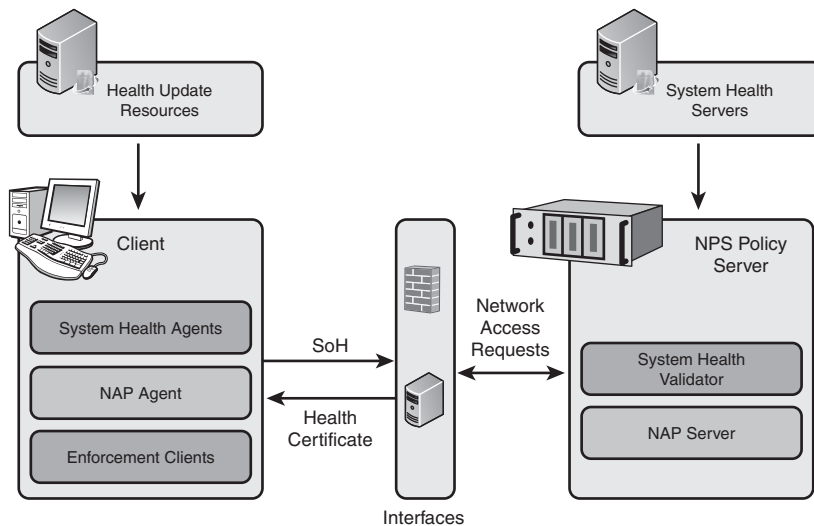 Health Update
Resources
System Health
Servers
Client
System Health Agents
NAP Agent
Enforcement Clients
SoH
Health
Certificate
Interfaces
Network
Access
Requests
NPS Policy
Server
System Health
Validator
NAP Server